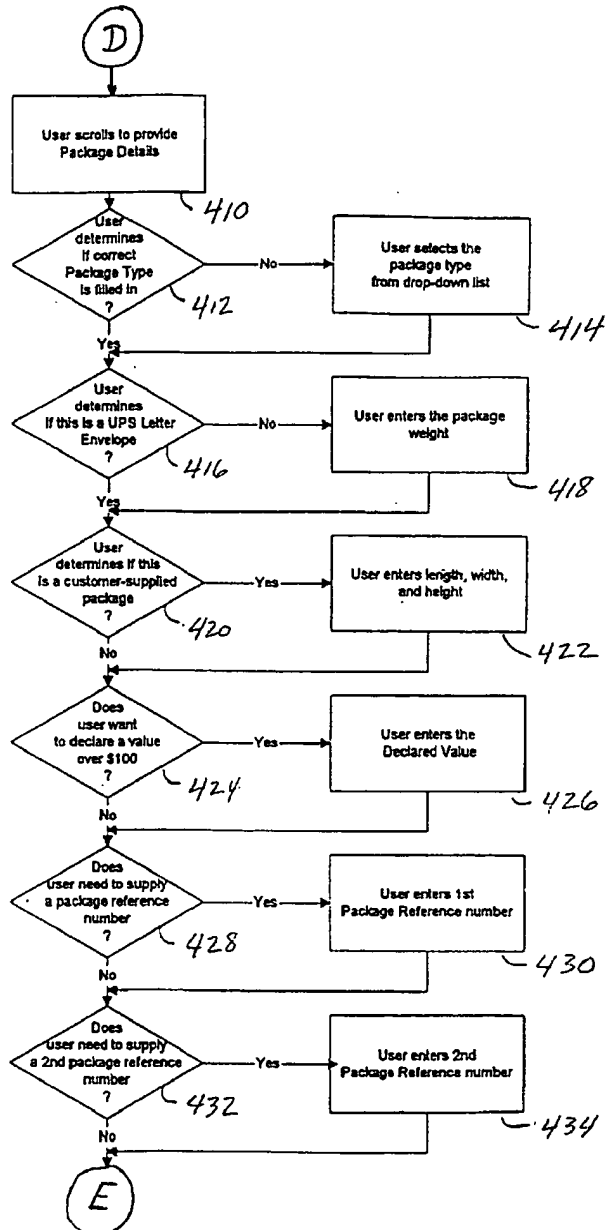 D
User scrolls to provide
Package Details
410
User
determines
if correct
Package Type
is filled in
?
412
No
User selects the
package type
from drop-down list
414
Yes
User
determines
if this is a UPS Letter
Envelope
?
416
No
User enters the package
weight
418
Yes
User
determines if this
is a customer-supplied
package
?
420
Yes
User enters length, width,
and height
422
No
Does
user want
to declare a value
over $100
?
424
Yes
User enters the
Declared Value
426
No
Does
user need to supply
a package reference
number
?
428
Yes
User enters 1st
Package Reference number
430
No
Does
user need to supply
a 2nd package reference
number
?
432
Yes
User enters 2nd
Package Reference number
434
No
E